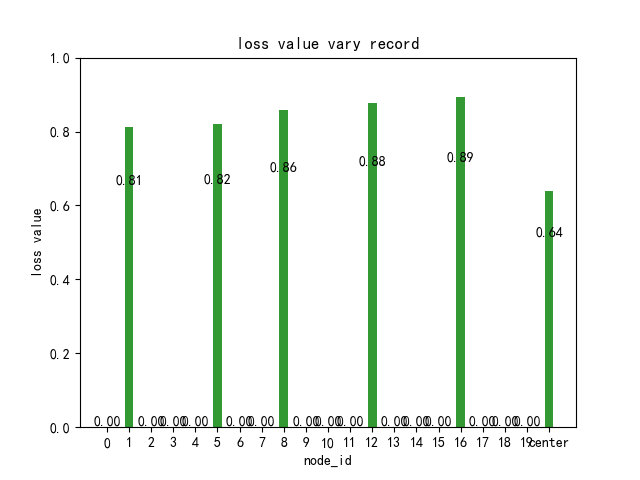 loss value vary record
1.0
0.8
0.6
0.4
0.2
0.0
loss value
0.81 0.82 0.86 0.88 0.89 0.64
0.00 0.00 0.00 0.00 0.00 0.00 0.00 0.00 0.00 0.00 0.00 0.00 0.00 0.00 0.00
0 1 2 3 4 5 6 7 8 9 10 11 12 13 14 15 16 17 18 19 center
node_id